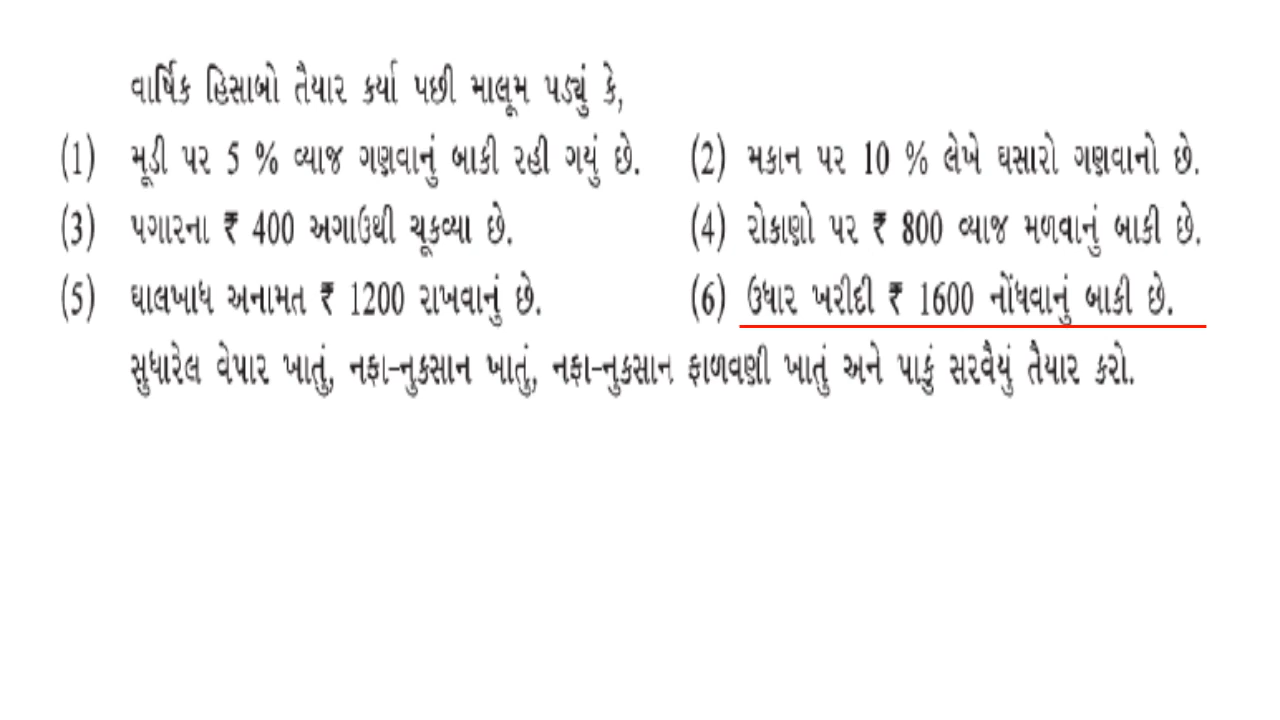 વાર્ષિક હિસાબો તૈયાર કર્યા પછી માલૂમ પડ્યું કે,
(1) મૂડી પર 5 % વ્યાજ ગણવાનું બાકી રહી ગયું છે. (2) મકાન પર 10 % લેખે ઘસારો ગણવાનો છે.
(3) પગારના ₹ 400 અગાઉથી ચૂકવ્યા છે. (4) રોકાણો પર ₹ 800 વ્યાજ મળવાનું બાકી છે.
(5) ઘાલખાધ અનામત ₹ 1200 રાખવાનું છે. (6) ઉધાર ખરીદી ₹ 1600 નોંધવાનું બાકી છે.
સુધારેલ વેપાર ખાતું, નફા-નુકસાન ખાતું, નફા-નુકસાન ફાળવણી ખાતું અને પાકું સરવૈયું તૈયાર કરો.